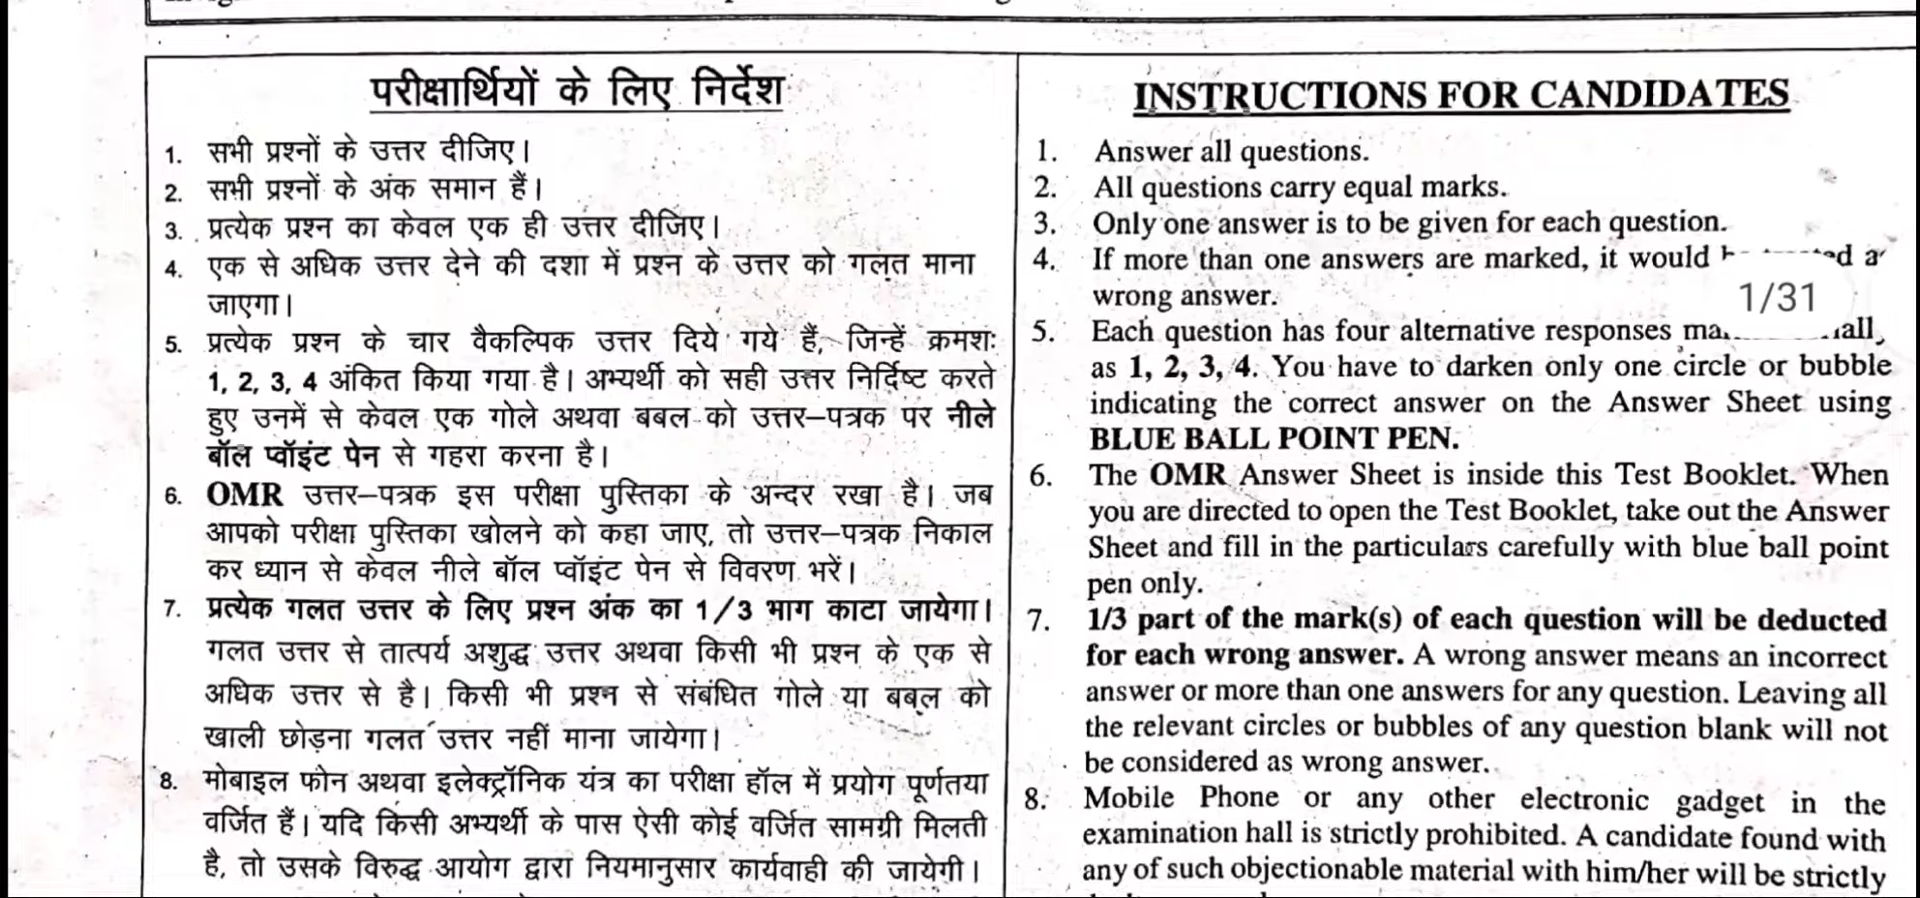 परीक्षार्थियों के लिए निर्देश
1. सभी प्रश्नों के उत्तर दीजिए।
2. सभी प्रश्नों के अंक समान हैं।
3. प्रत्येक प्रश्न का केवल एक ही उत्तर दीजिए।
4. एक से अधिक उत्तर देने की दशा में प्रश्न के उत्तर को गलत माना
जाएगा।
5. प्रत्येक प्रश्न के चार वैकल्पिक उत्तर दिये गये हैं, जिन्हें क्रमशः
1, 2, 3, 4 अंकित किया गया है। अभ्यर्थी को सही उत्तर निर्दिष्ट करते
हुए उनमें से केवल एक गोले अथवा बबल को उत्तर–पत्रक पर नीले
बॉल प्वॉइंट पेन से गहरा करना है।
6. OMR उत्तर–पत्रक इस परीक्षा पुस्तिका के अन्दर रखा है। जब
आपको परीक्षा पुस्तिका खोलने को कहा जाए, तो उत्तर–पत्रक निकाल
कर ध्यान से केवल नीले बॉल प्वॉइंट पेन से विवरण भरें।
7. प्रत्येक गलत उत्तर के लिए प्रश्न अंक का 1/3 भाग काटा जायेगा।
गलत उत्तर से तात्पर्य अशुद्ध उत्तर अथवा किसी भी प्रश्न के एक से
अधिक उत्तर से है। किसी भी प्रश्न से संबंधित गोले या बबल को
खाली छोड़ना गलत उत्तर नहीं माना जायेगा।
8. मोबाइल फोन अथवा इलेक्ट्रॉनिक यंत्र का परीक्षा हॉल में प्रयोग पूर्णतया
वर्जित हैं। यदि किसी अभ्यर्थी के पास ऐसी कोई वर्जित सामग्री मिलती
है, तो उसके विरुद्ध आयोग द्वारा नियमानुसार कार्यवाही की जायेगी।
INSTRUCTIONS FOR CANDIDATES
1. Answer all questions.
2. All questions carry equal marks.
3. Only one answer is to be given for each question.
4. If more than one answers are marked, it would
wrong answer.
1/31
5. Each question has four alternative responses
as 1, 2, 3, 4. You have to darken only one circle or bubble
indicating the correct answer on the Answer Sheet using
BLUE BALL POINT PEN.
6. The OMR Answer Sheet is inside this Test Booklet. When
you are directed to open the Test Booklet, take out the Answer
Sheet and fill in the particulars carefully with blue ball point
pen only.
7. 1/3 part of the mark(s) of each question will be deducted
for each wrong answer. A wrong answer means an incorrect
answer or more than one answers for any question. Leaving all
the relevant circles or bubbles of any question blank will not
be considered as wrong answer.
8. Mobile Phone or any other electronic gadget in the
examination hall is strictly prohibited. A candidate found with
any of such objectionable material with him/her will be strictly